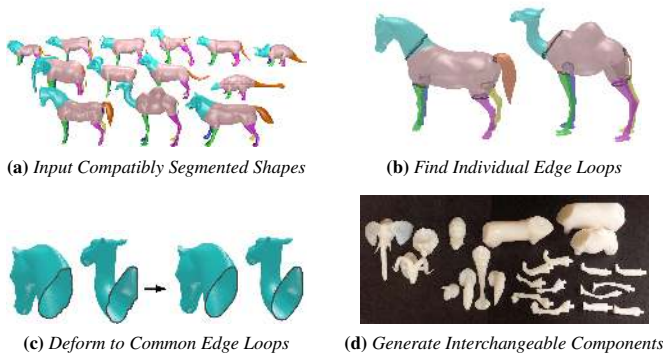 (a) Input Compatibly Segmented Shapes
(b) Find Individual Edge Loops
(c) Deform to Common Edge Loops
(d) Generate Interchangeable Components